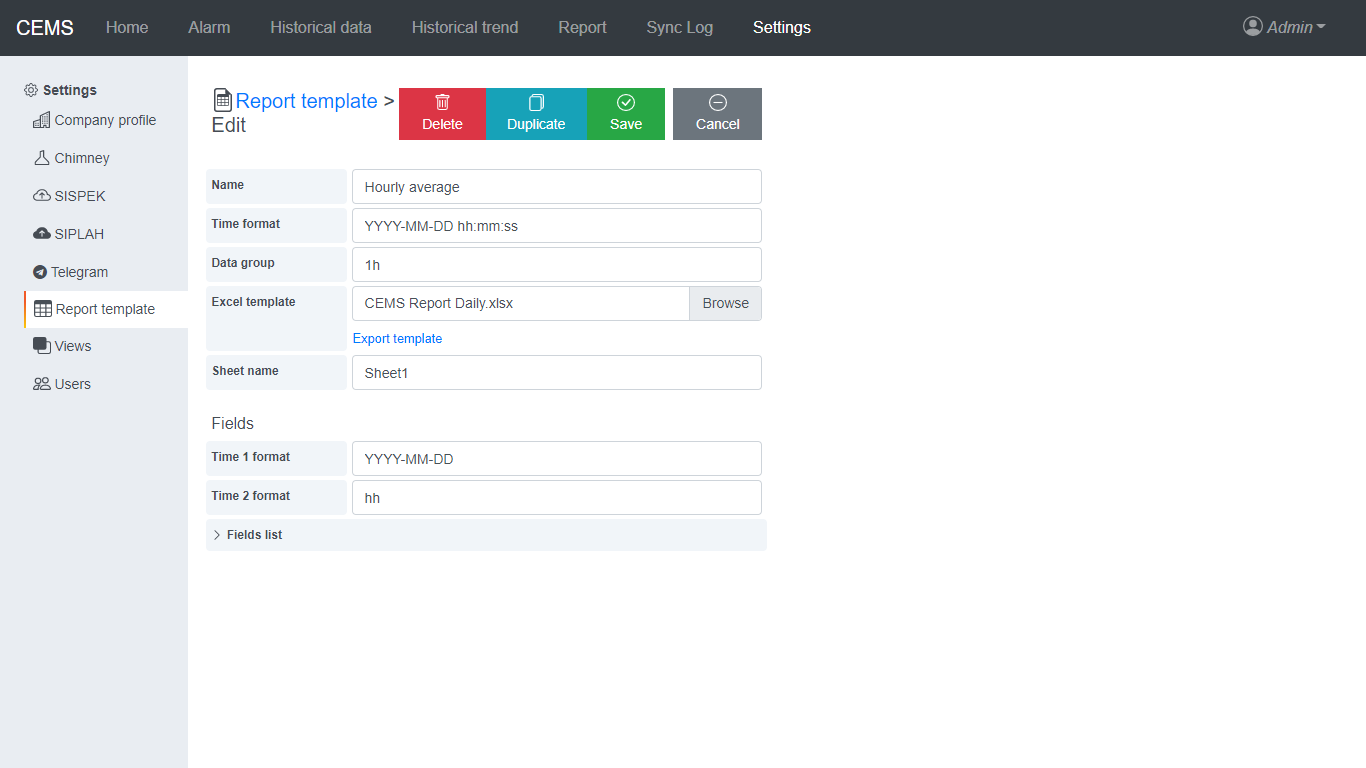 CEMS Home Alarm Historical data Historical trend Report Sync Log Settings Admin
Settings
Company profile
Chimney
SISPEK
SIPLAH
Telegram
Report template
Views
Users
Report template >
Edit
Delete Duplicate Save Cancel
Name Hourly average
Time format YYYY-MM-DD hh:mm:ss
Data group 1h
Excel template CEMS Report Daily.xlsx Browse
Export template
Sheet name Sheet1
Fields
Time 1 format YYYY-MM-DD
Time 2 format hh
Fields list